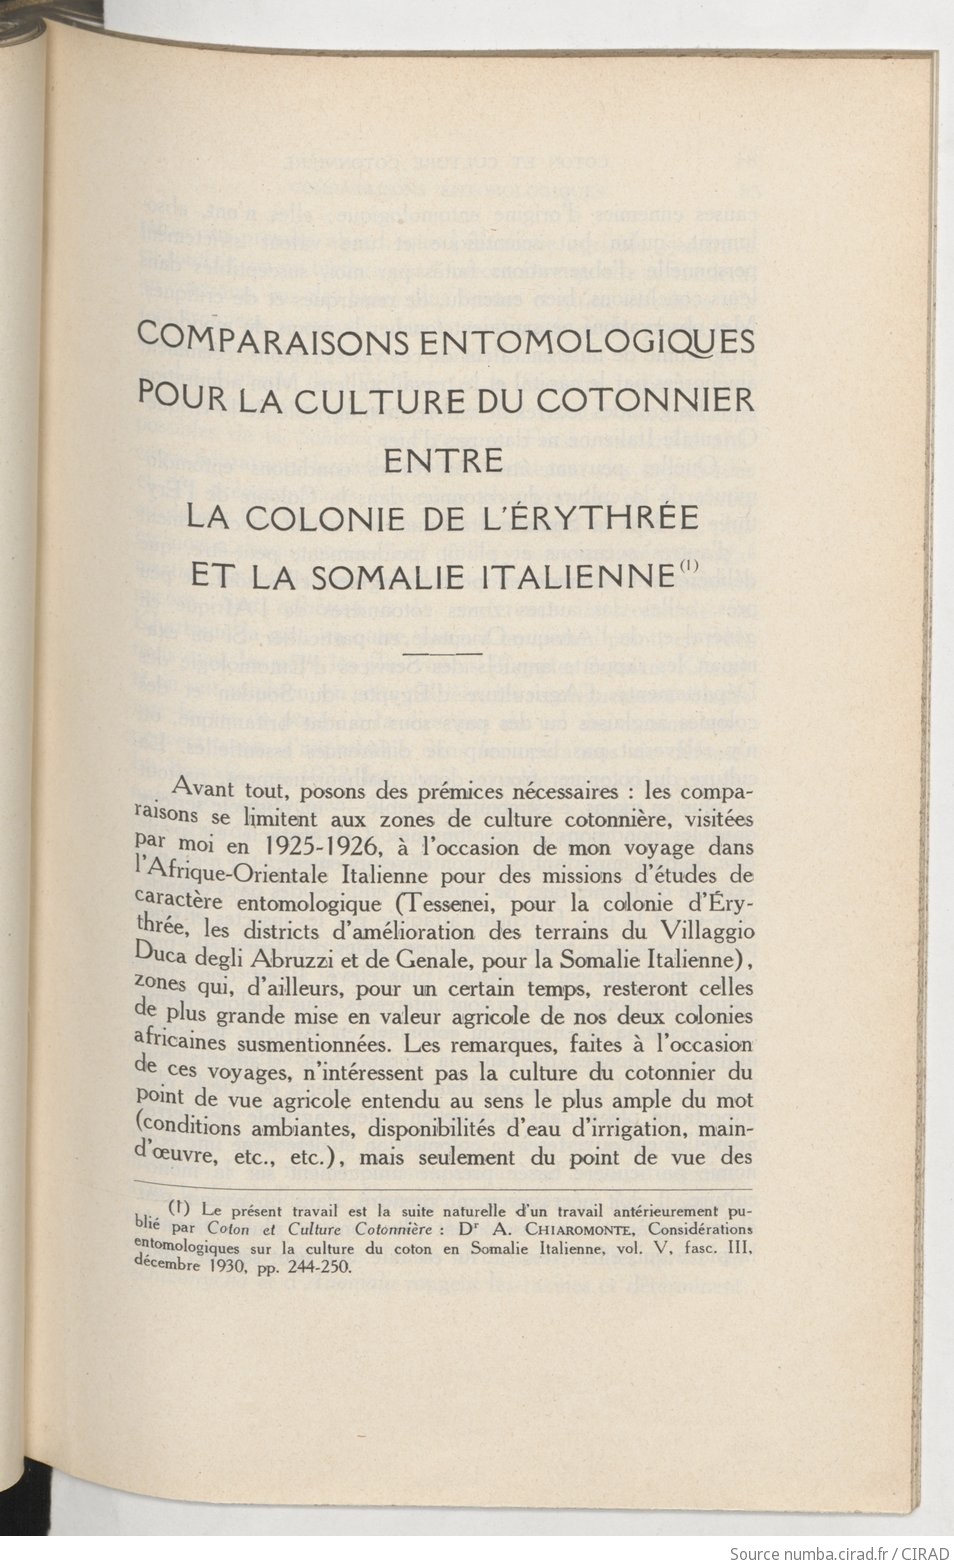 COMPARAISONS ENTOMOLOGIQUES
POUR LA CULTURE DU COTONNIER
ENTRE
LA COLONIE DE L'ÉRYTHRÉE
ET LA SOMALIE ITALIENNE(1)
Avant tout, posons des prémices nécessaires : les compa-
raisons se limitent aux zones de culture cotonnière, visitées
par moi en 1925-1926, à l'occasion de mon voyage dans
l'Afrique-Orientale Italienne pour des missions d'études de
caractère entomologique (Tessenei, pour la colonie d'Éry-
thrée, les districts d'amélioration des terrains du Villaggio
Duca degli Abruzzi et de Genale, pour la Somalie Italienne),
zones qui, d'ailleurs, pour un certain temps, resteront celles
de plus grande mise en valeur agricole de nos deux colonies
africaines susmentionnées. Les remarques, faites à l'occasion
de ces voyages, n'intéressent pas la culture du cotonnier du
point de vue agricole entendu au sens le plus ample du mot
(conditions ambiantes, disponibilités d'eau d'irrigation, main-
d'œuvre, etc., etc.), mais seulement du point de vue des
(1) Le présent travail est la suite naturelle d'un travail antérieurement pu-
blié par Coton et Culture Cotonnière : Dr A. CHIAROMONTE, Considérations
entomologiques sur la culture du coton en Somalie Italienne, vol. V, fasc. III,
décembre 1930, pp. 244-250.
Source numba.cirad.fr / CIRAD